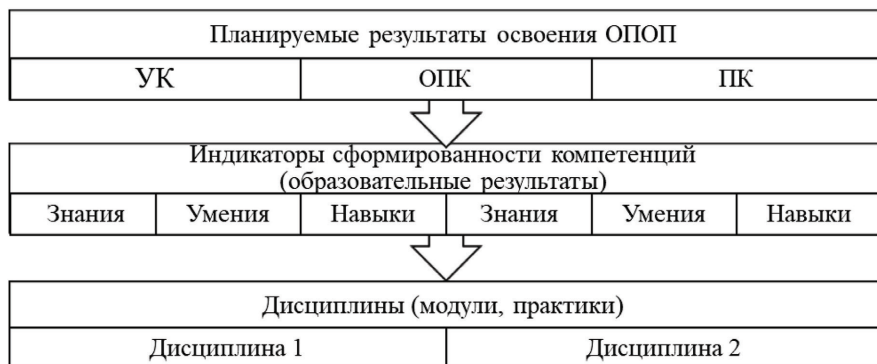 Планируемые результаты освоения ОПОП
УК ОПК ПК
Индикаторы сформированности компетенций
(образовательные результаты)
Знания Умения Навыки Знания Умения Навыки
Дисциплины (модули, практики)
Дисциплина 1 Дисциплина 2